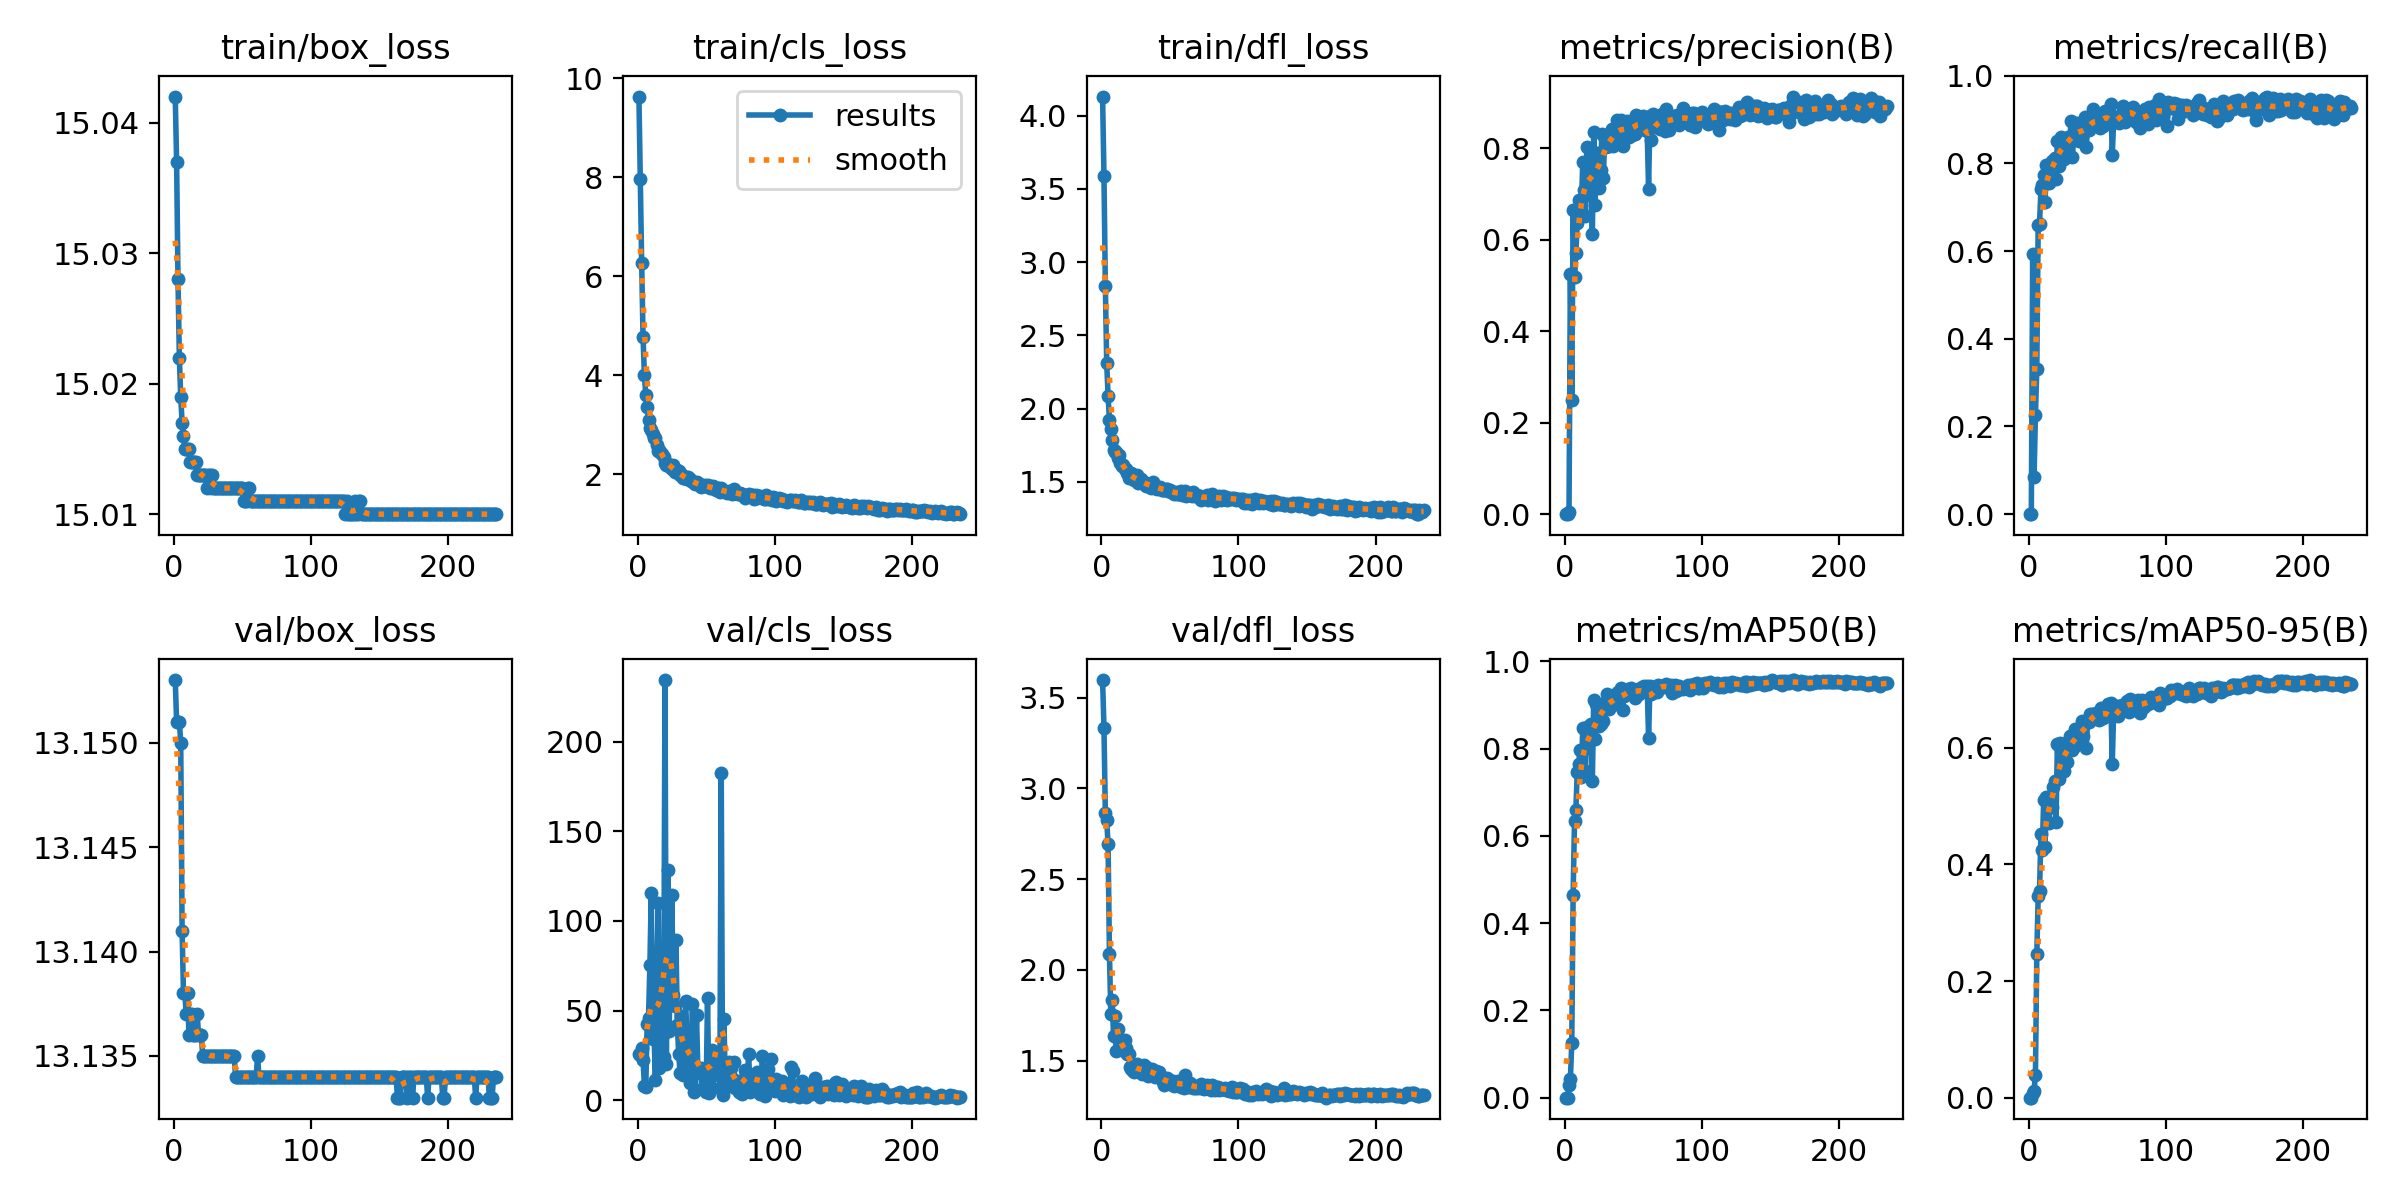 train/box_loss
15.04
15.03
15.02
15.01
0 100 200
train/cls_loss
10
8
6
4
2
0 100 200
results
smooth
train/dfl_loss
4.0
3.5
3.0
2.5
2.0
1.5
0 100 200
metrics/precision(B)
0.8
0.6
0.4
0.2
0.0
0 100 200
metrics/recall(B)
1.0
0.8
0.6
0.4
0.2
0.0
0 100 200
val/box_loss
13.150
13.145
13.140
13.135
0 100 200
val/cls_loss
200
150
100
50
0
0 100 200
val/dfl_loss
3.5
3.0
2.5
2.0
1.5
0 100 200
metrics/mAP50(B)
1.0
0.8
0.6
0.4
0.2
0.0
0 100 200
metrics/mAP50-95(B)
0.6
0.4
0.2
0.0
0 100 200